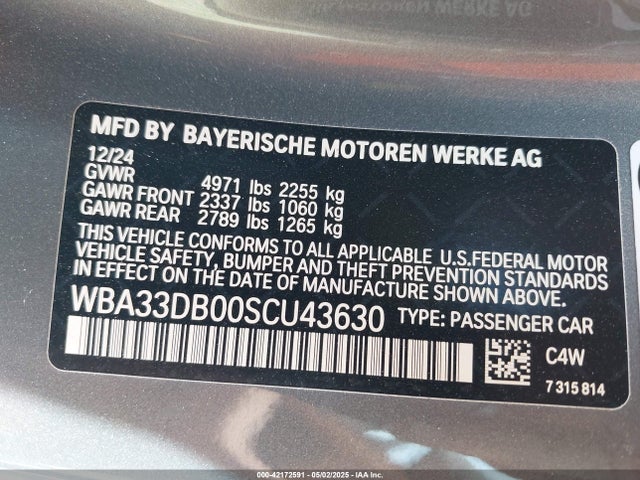 MFD BY BAYERISCHE MOTOREN WERKE AG
12/24
GVWR 4971 lbs 2255 kg
GAWR FRONT 2337 lbs 1060 kg
GAWR REAR 2789 lbs 1265 kg
THIS VEHICLE CONFORMS TO ALL APPLICABLE U.S.FEDERAL MOTOR
VEHICLE SAFETY, BUMPER AND THEFT PREVENTION STANDARDS
IN EFFECT ON THE DATE OF MANUFACTURE SHOWN ABOVE.
WBA33DB00SCU43630 TYPE: PASSENGER CAR
C4W
7 315 814
000-42172591 - 05/02/2025 - IAA Inc.